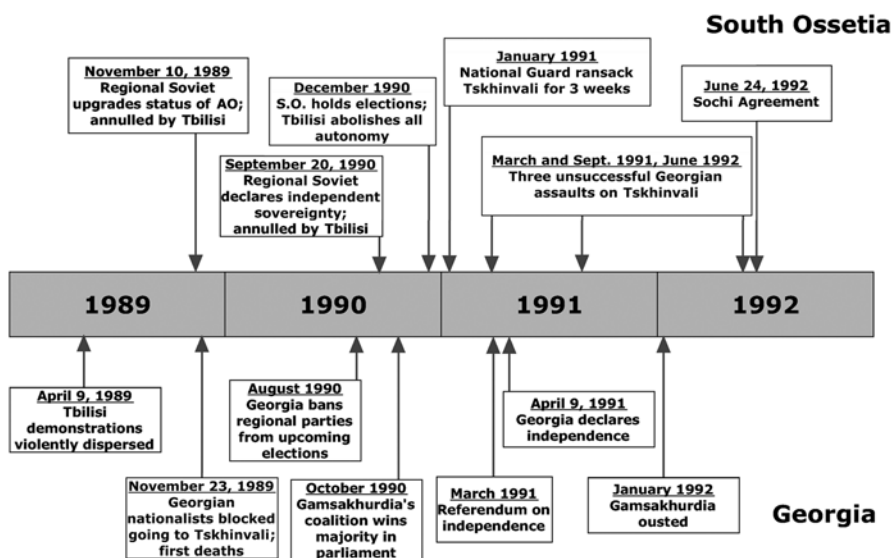 South Ossetia
November 10, 1989
Regional Soviet
upgrades status of AO;
annulled by Tbilisi
December 1990
S.O. holds elections;
Tbilisi abolishes all
autonomy
January 1991
National Guard ransack
Tskhinvali for 3 weeks
June 24, 1992
Sochi Agreement
September 20, 1990
Regional Soviet
declares independent
sovereignty;
annulled by Tbilisi
March and Sept. 1991, June 1992
Three unsuccessful Georgian
assaults on Tskhinvali
1989
1990
1991
1992
April 9, 1989
Tbilisi
demonstrations
violently dispersed
August 1990
Georgia bans
regional parties
from upcoming
elections
April 9, 1991
Georgia declares
independence
November 23, 1989
Georgian
nationalists blocked
going to Tskhinvali;
first deaths
October 1990
Gamsakhurdia's
coalition wins
majority in
parliament
March 1991
Referendum on
independence
January 1992
Gamsakhurdia
ousted
Georgia